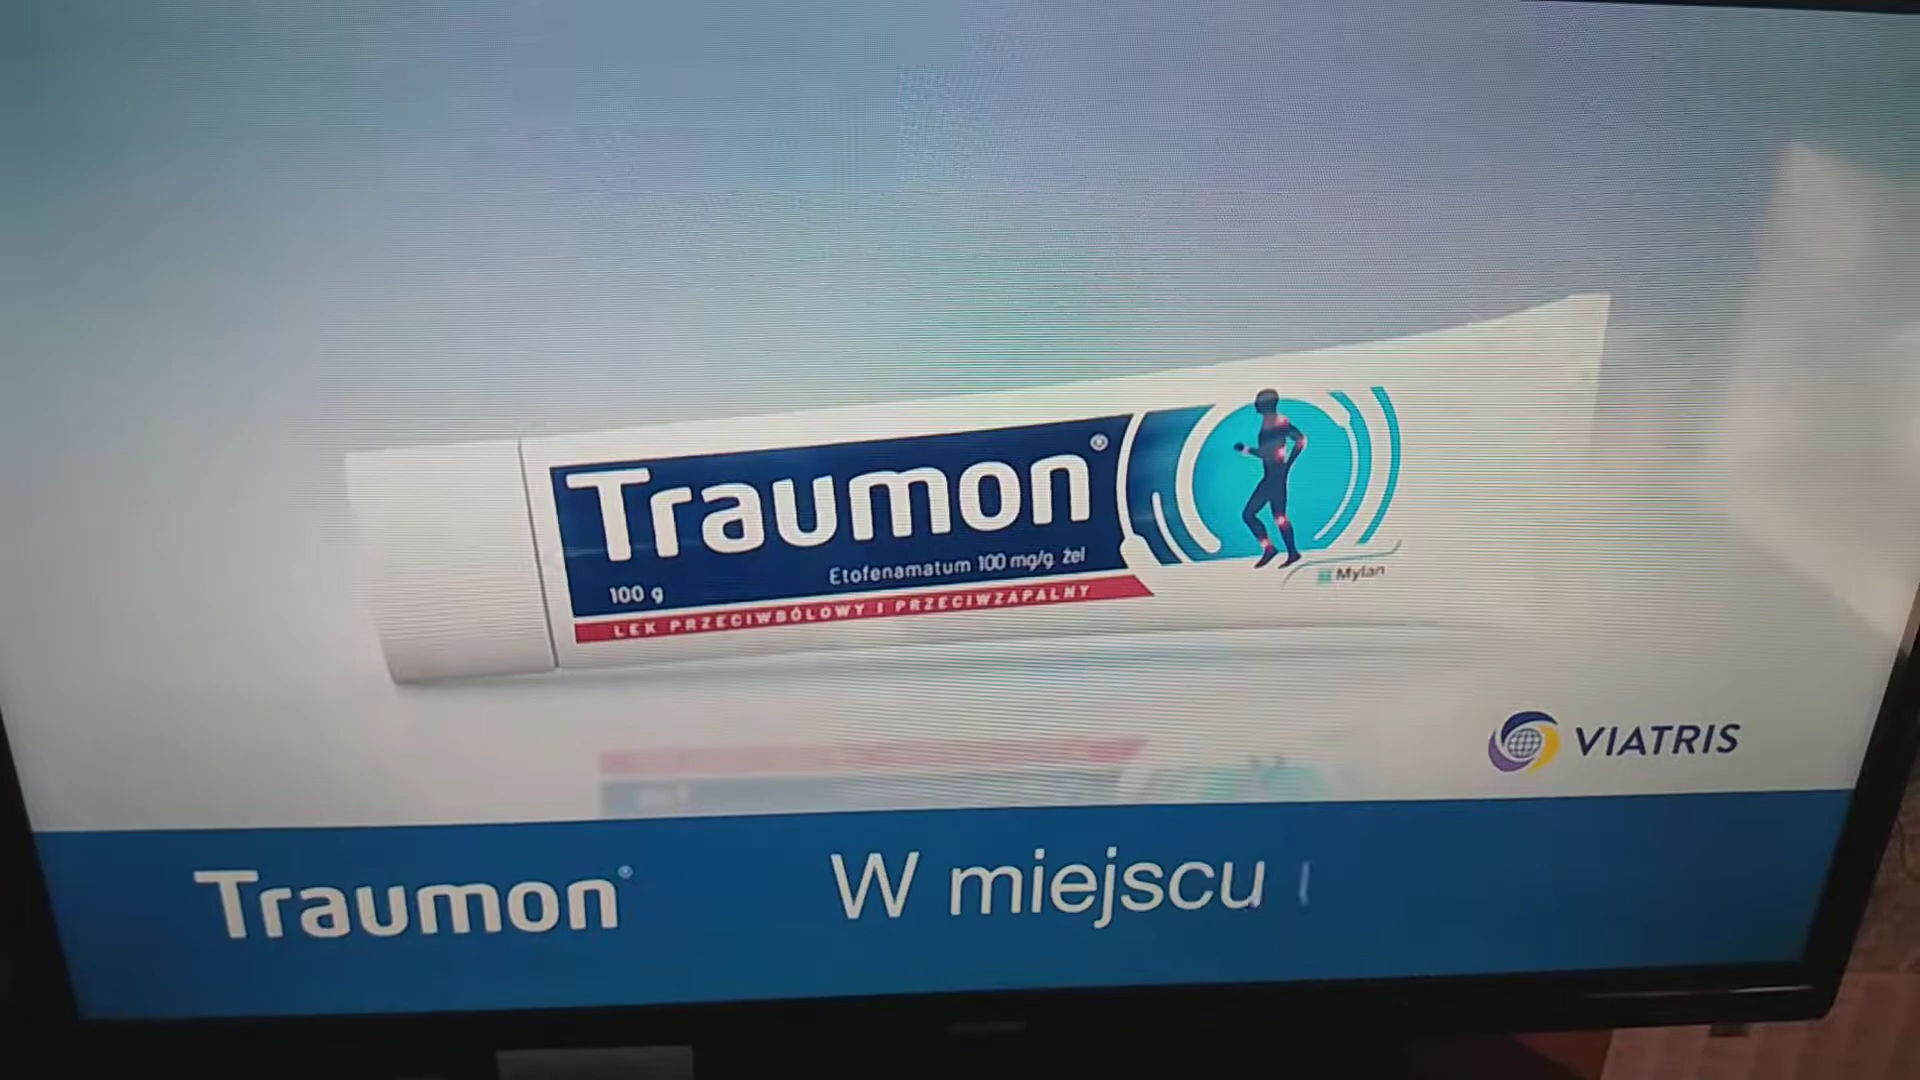 Traumon®
Etofenamatum 100 mg/g żel
100 g
LEK PRZECIWBÓLOWY I PRZECIWZAPALNY
Mylan
VIATRIS
Traumon®
W miejscu